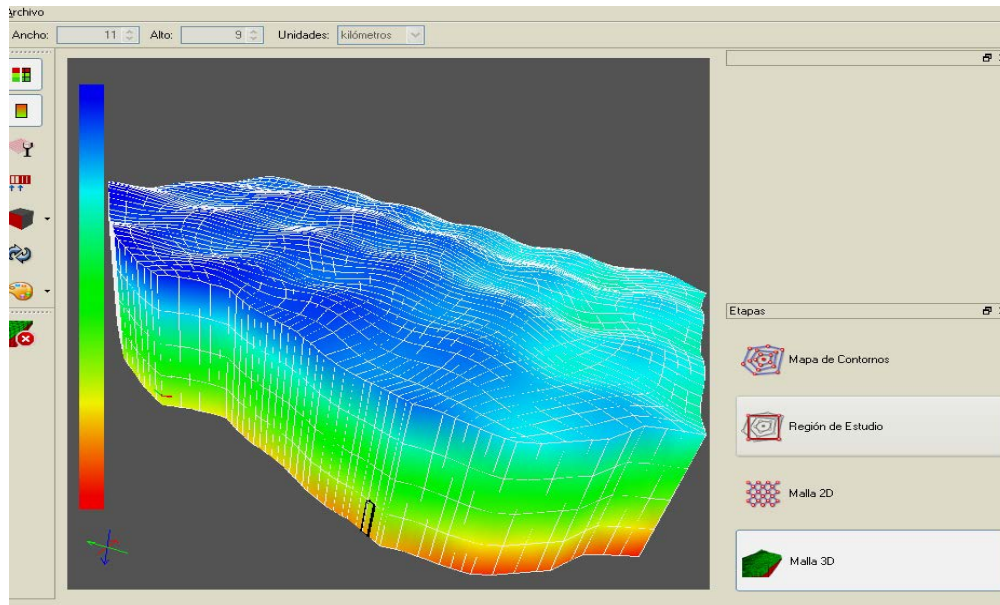 Archivo
Ancho: 11 Alto: 9 Unidades: kilómetros
Etapas
Mapa de Contornos
Región de Estudio
Malla 2D
Malla 3D